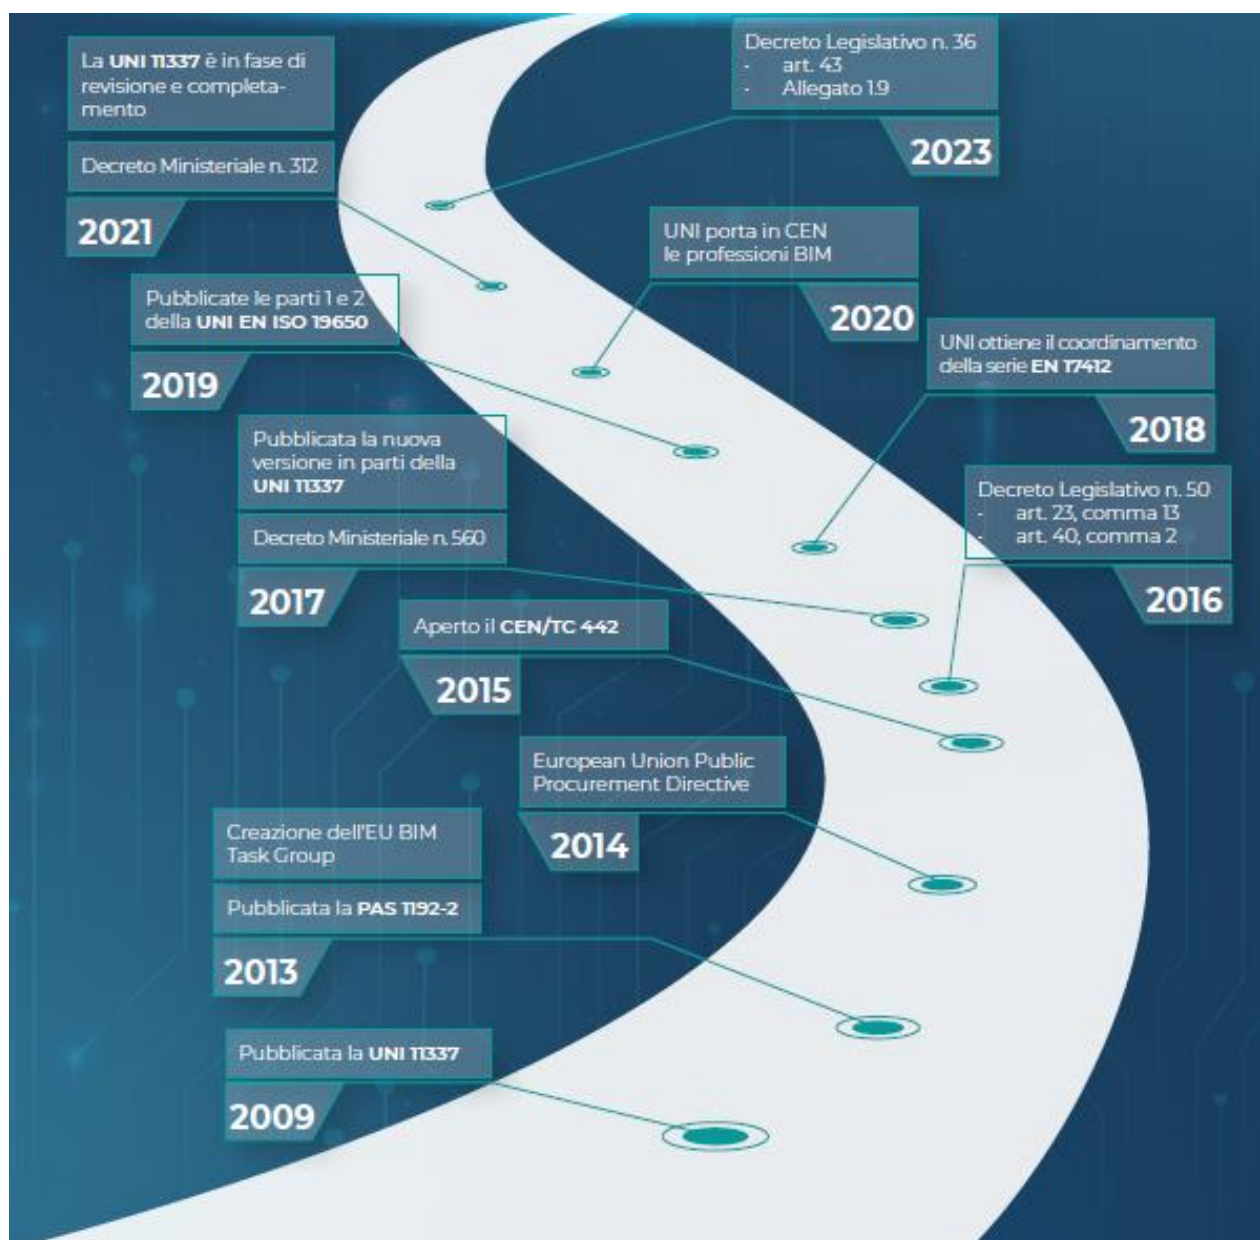 La UNI 11337 è in fase di
revisione e completa-
mento
Decreto Ministeriale n. 312
2021
Decreto Legislativo n. 36
- art. 43
- Allegato 1.9
2023
UNI porta in CEN
le professioni BIM
2020
Pubblicate le parti 1 e 2
della UNI EN ISO 19650
2019
UNI ottiene il coordinamento
della serie EN 17412
2018
Pubblicata la nuova
versione in parti della
UNI 11337
Decreto Ministeriale n. 560
2017
Decreto Legislativo n. 50
- art. 23, comma 13
- art. 40, comma 2
2016
Aperto il CEN/TC 442
2015
European Union Public
Procurement Directive
2014
Creazione dell'EU BIM
Task Group
Pubblicata la PAS 1192-2
2013
Pubblicata la UNI 11337
2009